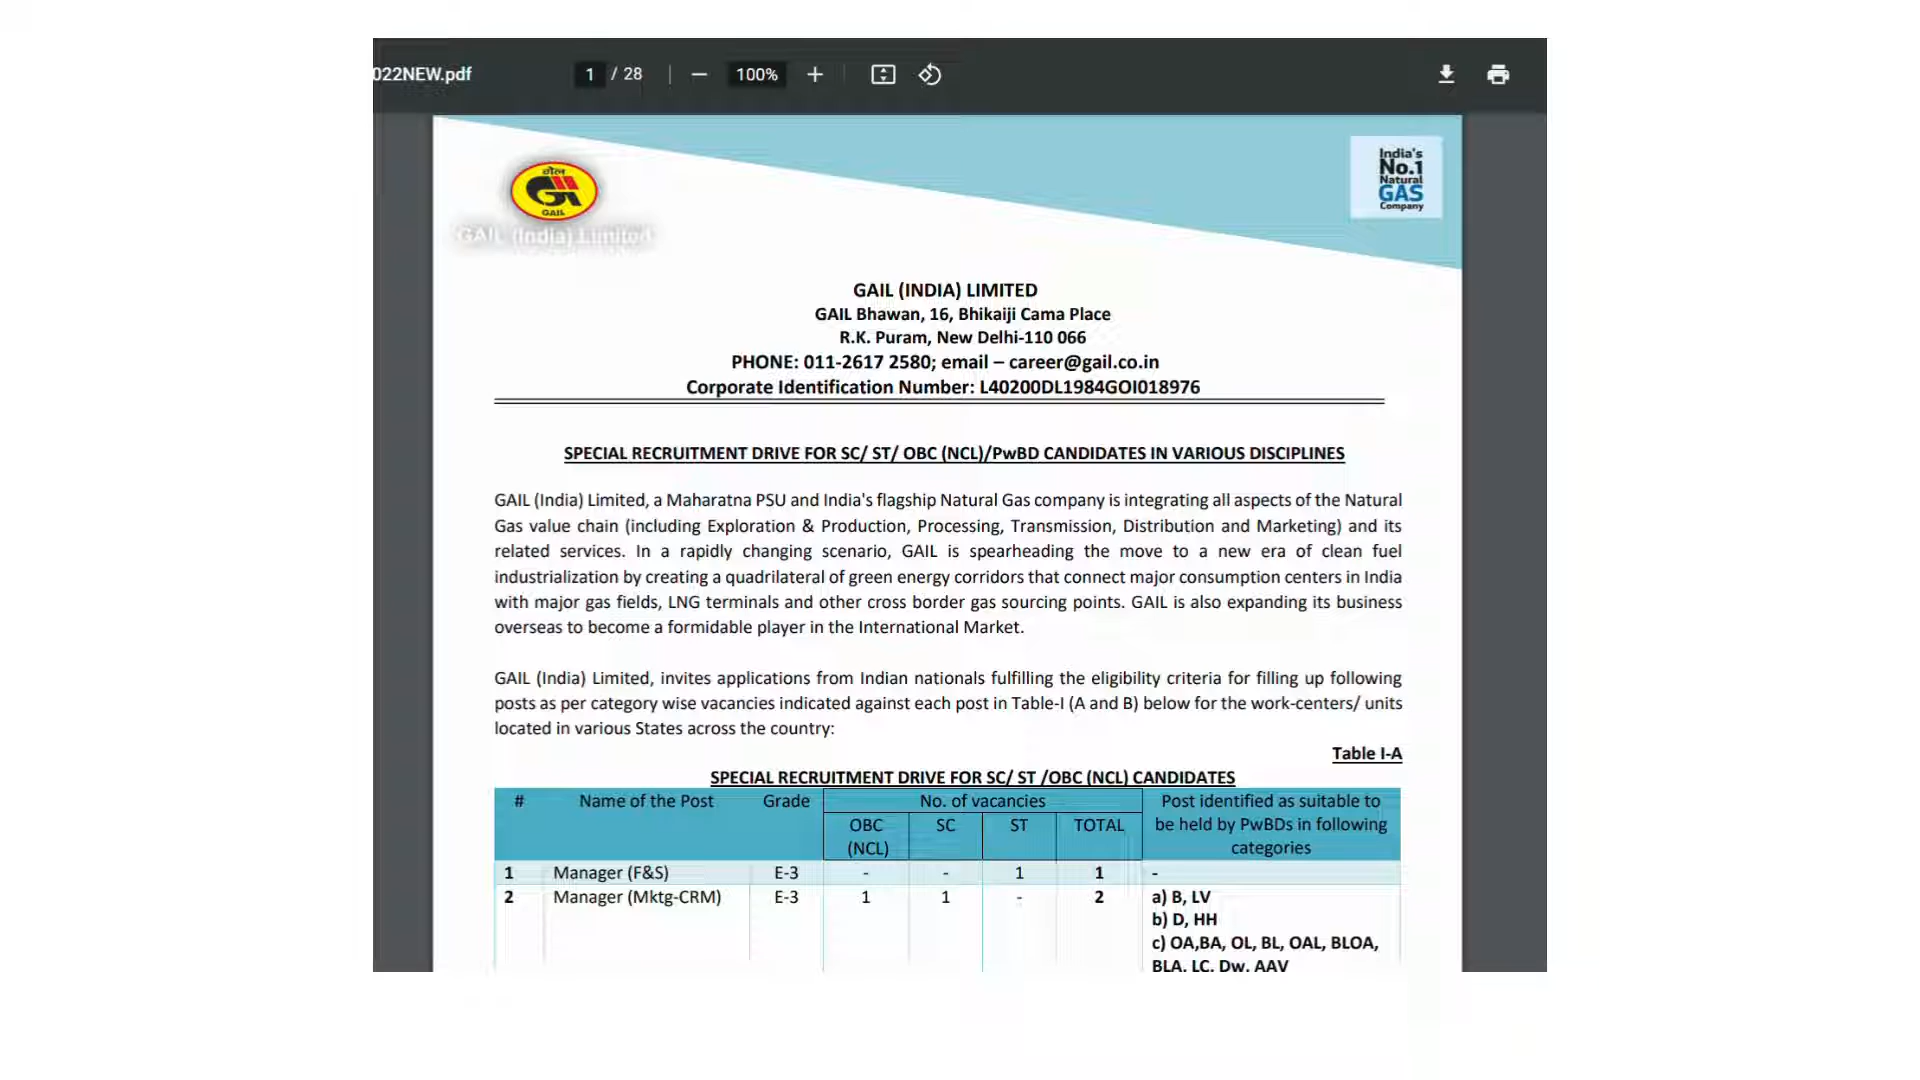 022NEW.pdf
1 / 28
100%
गेल
GAIL
GAIL (India) Limited
India's
No.1
Natural
GAS
Company
GAIL (INDIA) LIMITED
GAIL Bhawan, 16, Bhikaiji Cama Place
R.K. Puram, New Delhi-110 066
PHONE: 011-2617 2580; email – career@gail.co.in
Corporate Identification Number: L40200DL1984GOI018976
SPECIAL RECRUITMENT DRIVE FOR SC/ ST/ OBC (NCL)/PwBD CANDIDATES IN VARIOUS DISCIPLINES
GAIL (India) Limited, a Maharatna PSU and India's flagship Natural Gas company is integrating all aspects of the Natural
Gas value chain (including Exploration & Production, Processing, Transmission, Distribution and Marketing) and its
related services. In a rapidly changing scenario, GAIL is spearheading the move to a new era of clean fuel
industrialization by creating a quadrilateral of green energy corridors that connect major consumption centers in India
with major gas fields, LNG terminals and other cross border gas sourcing points. GAIL is also expanding its business
overseas to become a formidable player in the International Market.
GAIL (India) Limited, invites applications from Indian nationals fulfilling the eligibility criteria for filling up following
posts as per category wise vacancies indicated against each post in Table-I (A and B) below for the work-centers/ units
located in various States across the country:
Table I-A
SPECIAL RECRUITMENT DRIVE FOR SC/ ST /OBC (NCL) CANDIDATES
# Name of the Post Grade No. of vacancies Post identified as suitable to
OBC SC ST TOTAL be held by PwBDs in following
(NCL) categories
1 Manager (F&S) E-3 - - 1 1 -
2 Manager (Mktg-CRM) E-3 1 1 - 2 a) B, LV
b) D, HH
c) OA,BA, OL, BL, OAL, BLOA,
BLA, LC, Dw, AAV